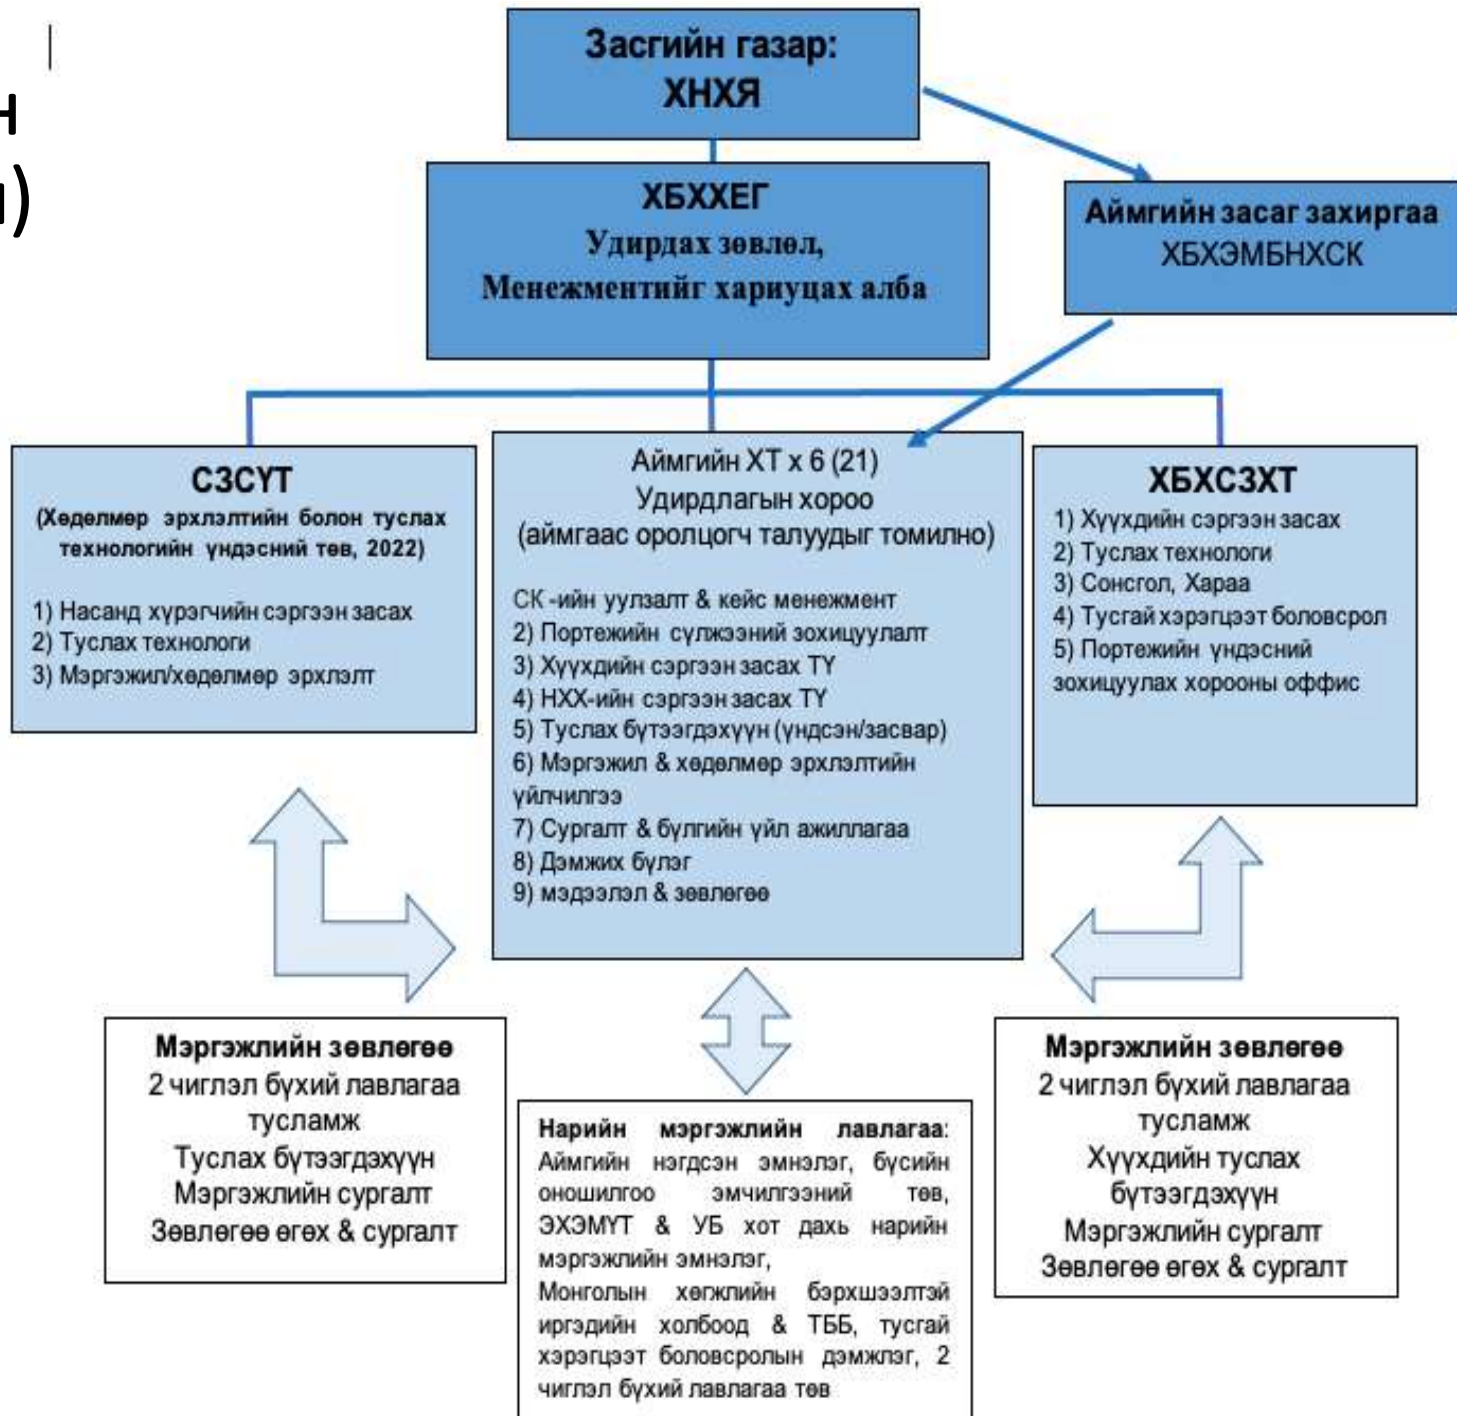 н
)
Засгийн газар:
ХНХЯ
ХБХХЕГ
Удирдах зөвлөл,
Менежментийг хариуцах алба
Аймгийн засаг захиргаа
ХБХЭМБНХСК
СЗСҮТ
(Хөдөлмөр эрхлэлтийн болон туслах
технологийн үндэсний төв, 2022)
1) Насанд хүрэгчийн сэргээн засах
2) Туслах технологи
3) Мэргэжил/хөдөлмөр эрхлэлт
Аймгийн ХТ х 6 (21)
Удирдлагын хороо
(аймгаас оролцогч талуудыг томилно)
СК -ийн уулзалт & кейс менежмент
2) Портежийн сүлжээний зохицуулалт
3) Хүүхдийн сэргээн засах ТҮ
4) НХХ-ийн сэргээн засах ТҮ
5) Туслах бүтээгдэхүүн (үндсэн/засвар)
6) Мэргэжил & хөдөлмөр эрхлэлтийн
үйлчилгээ
7) Сургалт & бүлгийн үйл ажиллагаа
8) Дэмжих бүлэг
9) мэдээлэл & зөвлөгөө
ХБХСЗХТ
1) Хүүхдийн сэргээн засах
2) Туслах технологи
3) Сонсгол, Хараа
4) Тусгай хэрэгцээт боловсрол
5) Портежийн үндэсний
зохицуулах хорооны оффис
Мэргэжлийн зөвлөгөө
2 чиглэл бүхий лавлагаа
тусламж
Туслах бүтээгдэхүүн
Мэргэжлийн сургалт
Зөвлөгөө өгөх & сургалт
Нарийн мэргэжлийн лавлагаа:
Аймгийн нэгдсэн эмнэлэг, бүсийн
оношилгоо эмчилгээний төв,
ЭХЭМҮТ & УБ хот дахь нарийн
мэргэжлийн эмнэлэг,
Монголын хөгжлийн бэрхшээлтэй
иргэдийн холбоод & ТББ, тусгай
хэрэгцээт боловсролын дэмжлэг, 2
чиглэл бүхий лавлагаа төв
Мэргэжлийн зөвлөгөө
2 чиглэл бүхий лавлагаа
тусламж
Хүүхдийн туслах
бүтээгдэхүүн
Мэргэжлийн сургалт
Зөвлөгөө өгөх & сургалт